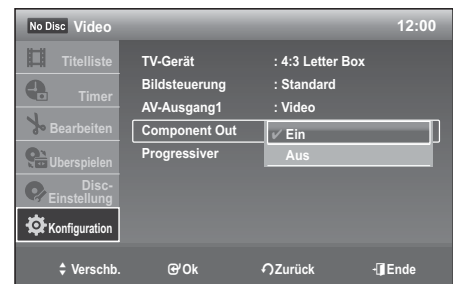 No Disc Video 12:00
Titelliste
Timer
Bearbeiten
Uberspielen
Disc-
Einstellung
Konfiguration
TV-Gerät : 4:3 Letter Box
Bildsteuerung : Standard
AV-Ausgang1 : Video
Component Out ✔ Ein
Progressiver Aus
Verschb. Ok Zurück Ende